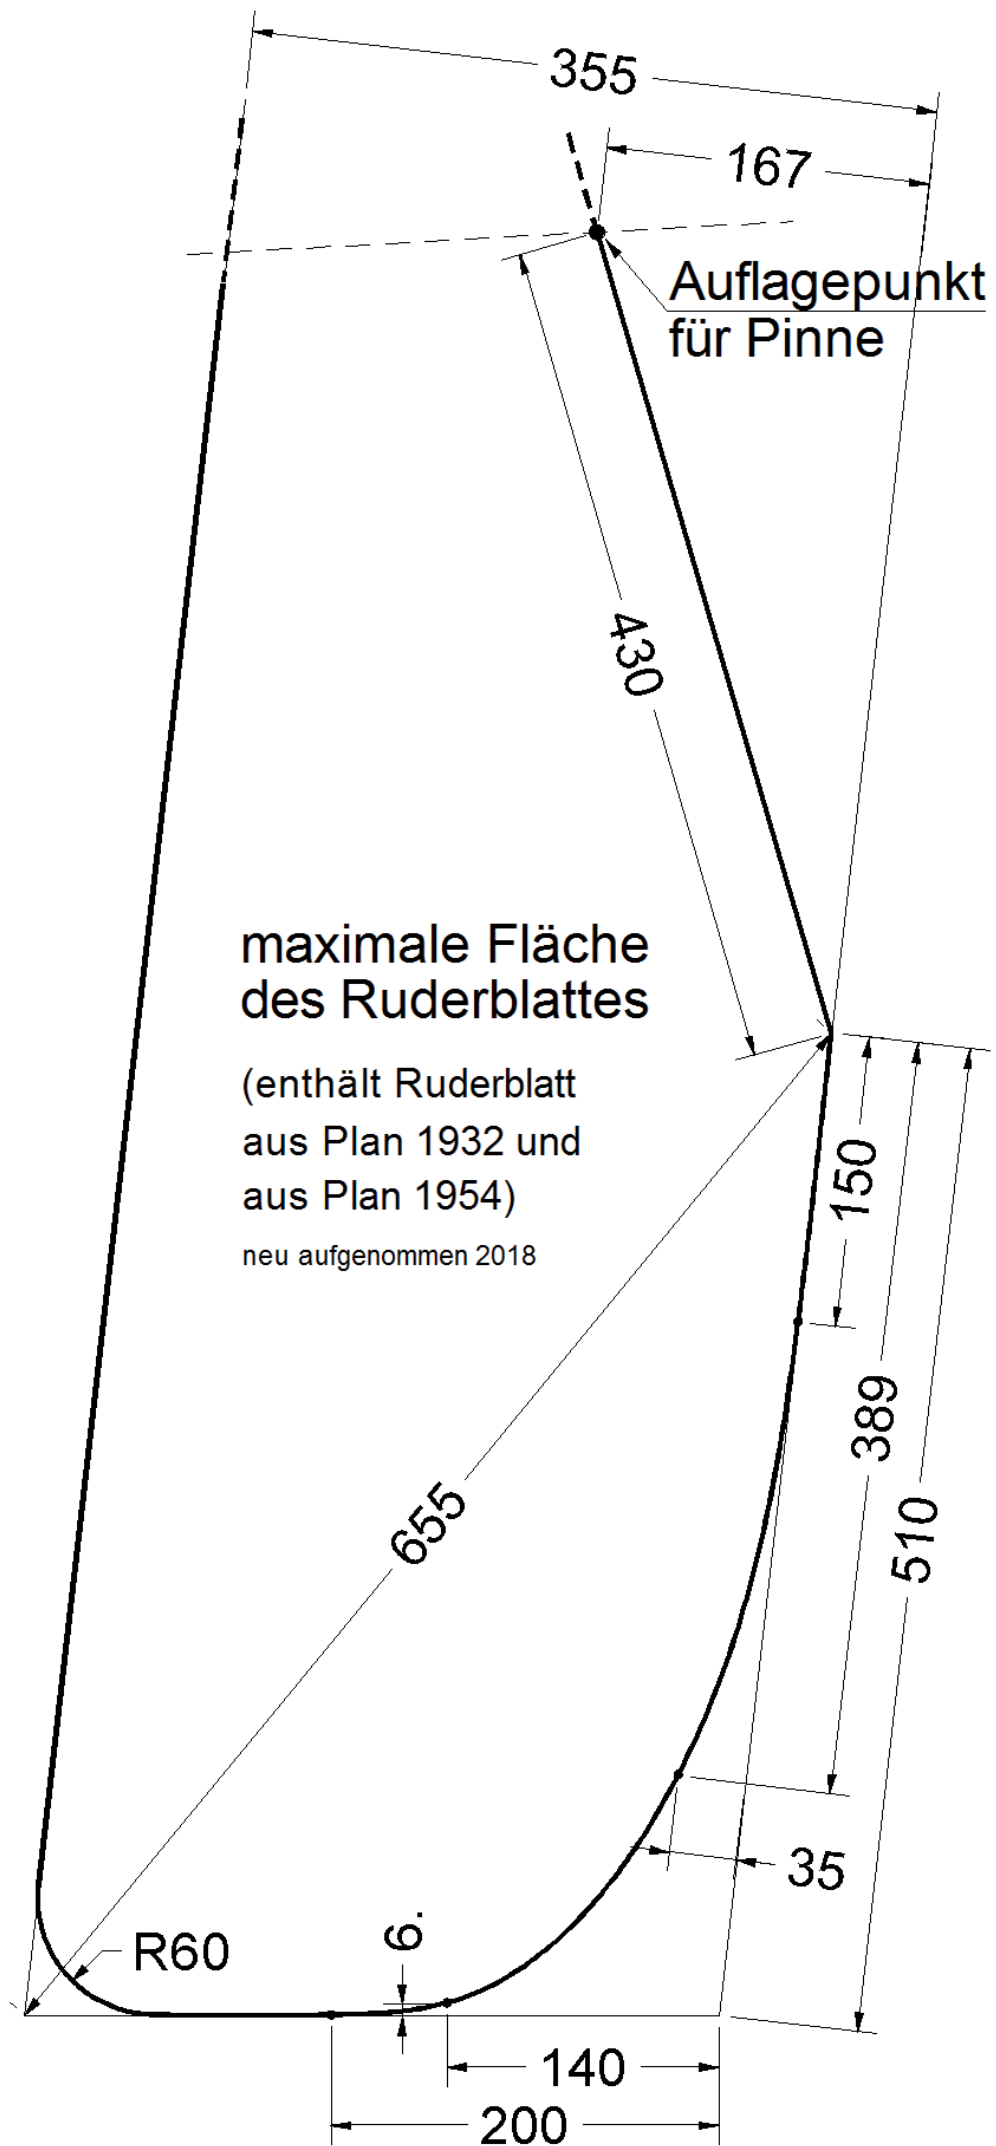 355
167
Auflagepunkt
für Pinne
430
maximale Fläche
des Ruderblattes
(enthält Ruderblatt
aus Plan 1932 und
aus Plan 1954)
neu aufgenommen 2018
150
389
510
655
35
6.
R60
140
200